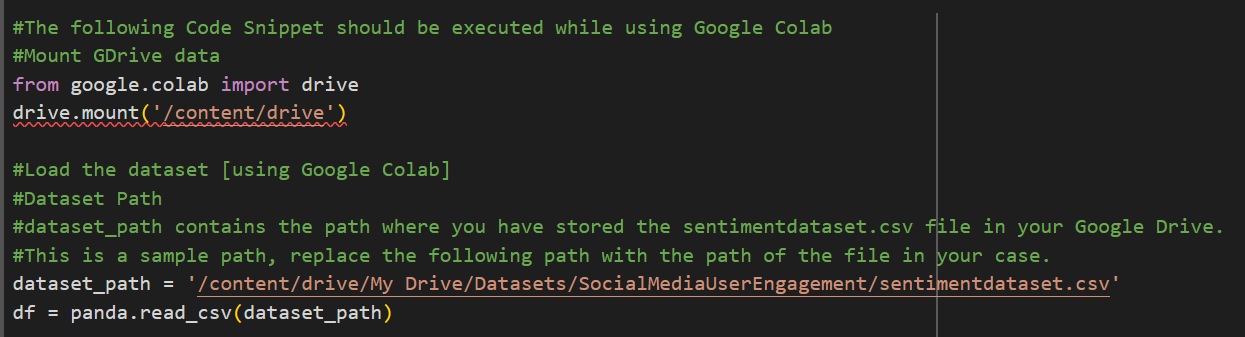 #The following Code Snippet should be executed while using Google Colab
#Mount GDrive data
from google.colab import drive
drive.mount('/content/drive')
#Load the dataset [using Google Colab]
#Dataset Path
#dataset_path contains the path where you have stored the sentimentdataset.csv file in your Google Drive.
#This is a sample path, replace the following path with the path of the file in your case.
dataset_path = '/content/drive/My Drive/Datasets/SocialMediaUserEngagement/sentimentdataset.csv'
df = panda.read_csv(dataset_path)